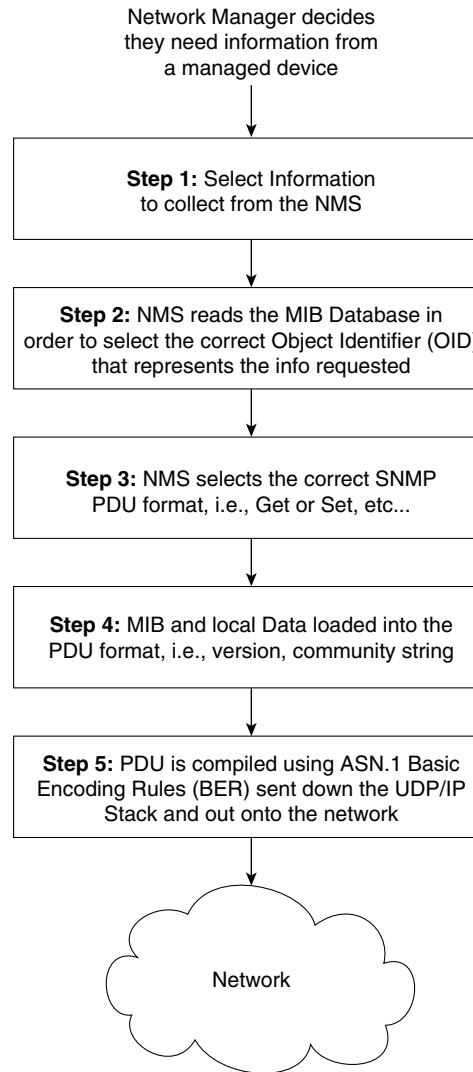 Network Manager decides
they need information from
a managed device
Step 1: Select Information
to collect from the NMS
Step 2: NMS reads the MIB Database in
order to select the correct Object Identifier (OID)
that represents the info requested
Step 3: NMS selects the correct SNMP
PDU format, i.e., Get or Set, etc...
Step 4: MIB and local Data loaded into the
PDU format, i.e., version, community string
Step 5: PDU is compiled using ASN.1 Basic
Encoding Rules (BER) sent down the UDP/IP
Stack and out onto the network
Network